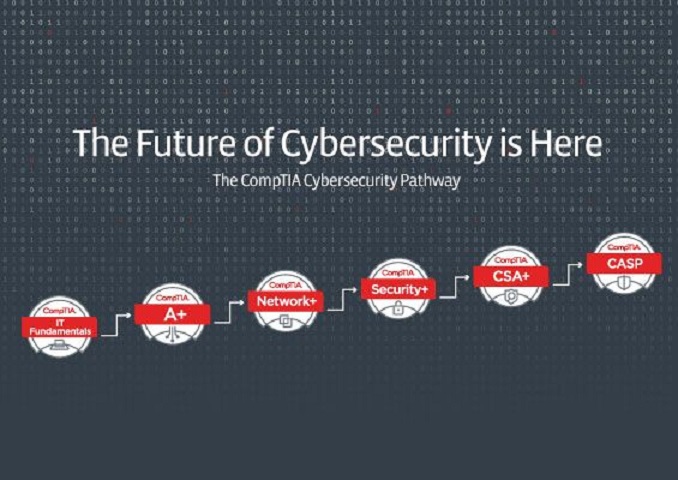 The Future of Cybersecurity is Here
The CompTIA Cybersecurity Pathway
CompTIA.
IT
Fundamentals
CompTIA.
A+
CompTIA.
Network+
CompTIA.
Security+
CompTIA.
CSA+
CompTIA.
CASP